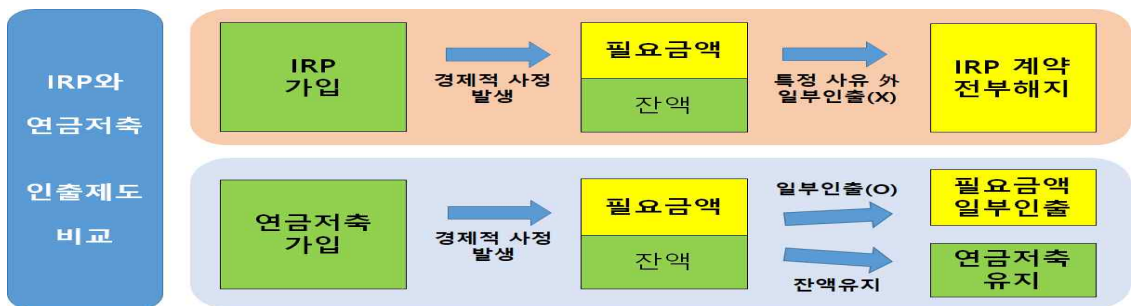 IRP와
연금저축
인출제도
비교
IRP
가입
경제적 사정
발생
필요금액
잔액
특정 사유 外
일부인출(X)
IRP 계약
전부해지
연금저축
가입
경제적 사정
발생
필요금액
잔액
일부인출(O)
잔액유지
필요금액
일부인출
연금저축
유지